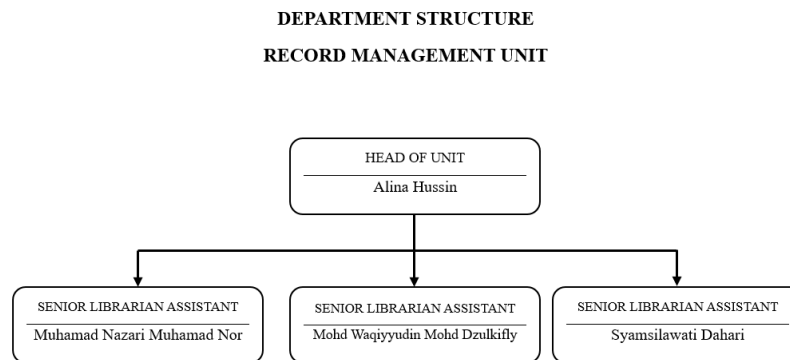 DEPARTMENT STRUCTURE
RECORD MANAGEMENT UNIT
HEAD OF UNIT
Alina Hussin
SENIOR LIBRARIAN ASSISTANT
Muhamad Nazari Muhamad Nor
SENIOR LIBRARIAN ASSISTANT
Mohd Waqiyyudin Mohd Dzulkifly
SENIOR LIBRARIAN ASSISTANT
Syamsilawati Dahari